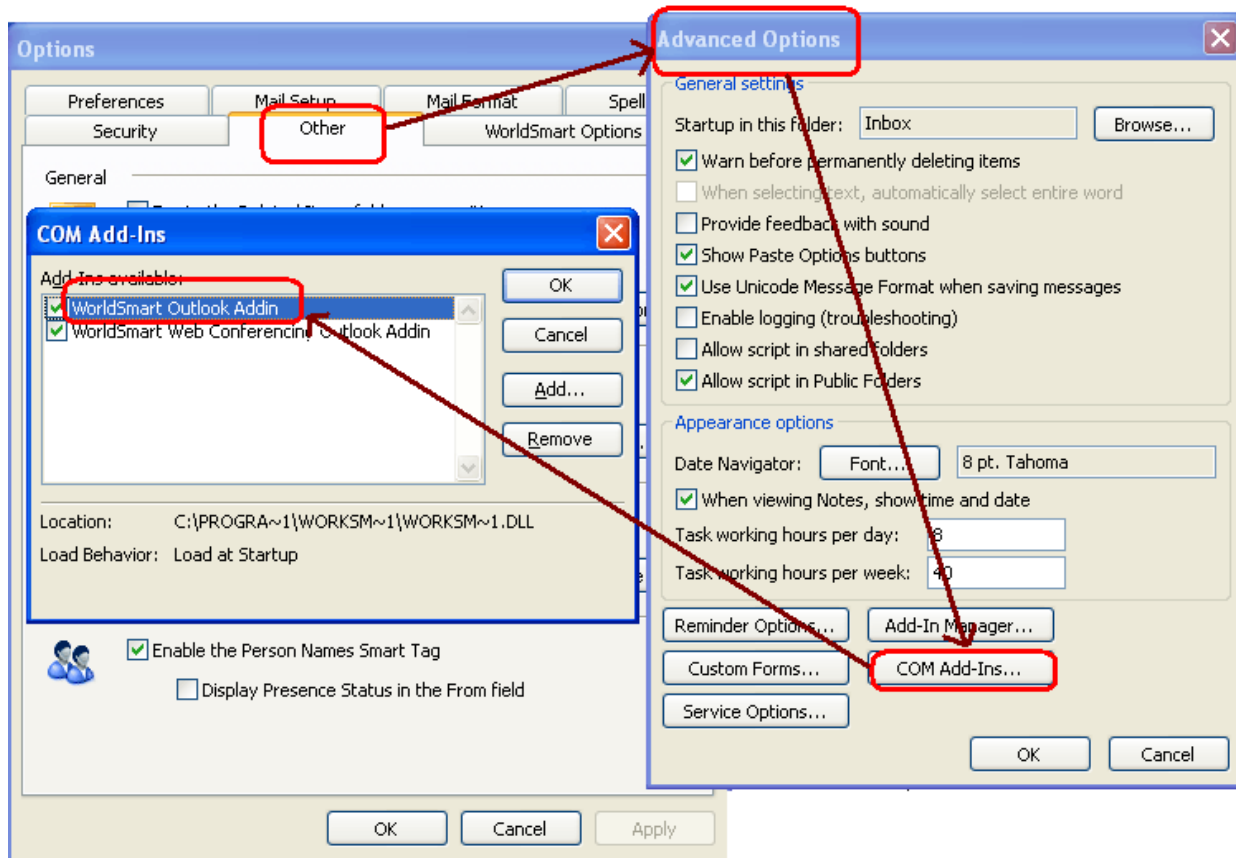 Options
Preferences
Mail Setup
Mail Format
Spell
Security
Other
WorldSmart Options
General
COM Add-Ins
Add-Ins available:
WorldSmart Outlook Addin
WorldSmart Web Conferencing Outlook Addin
OK
Cancel
Add...
Remove
Location: C:\PROGRA~1\WORKSM~1\WORKSM~1.DLL
Load Behavior: Load at Startup
Enable the Person Names Smart Tag
Display Presence Status in the From field
OK
Cancel
Apply
Advanced Options
General settings
Startup in this folder: Inbox Browse...
Warn before permanently deleting items
When selecting text, automatically select entire word
Provide feedback with sound
Show Paste Options buttons
Use Unicode Message Format when saving messages
Enable logging (troubleshooting)
Allow script in shared folders
Allow script in Public Folders
Appearance options
Date Navigator: Font... 8 pt. Tahoma
When viewing Notes, show time and date
Task working hours per day: 8
Task working hours per week: 40
Reminder Options...
Add-In Manager...
Custom Forms...
COM Add-Ins...
Service Options...
OK
Cancel